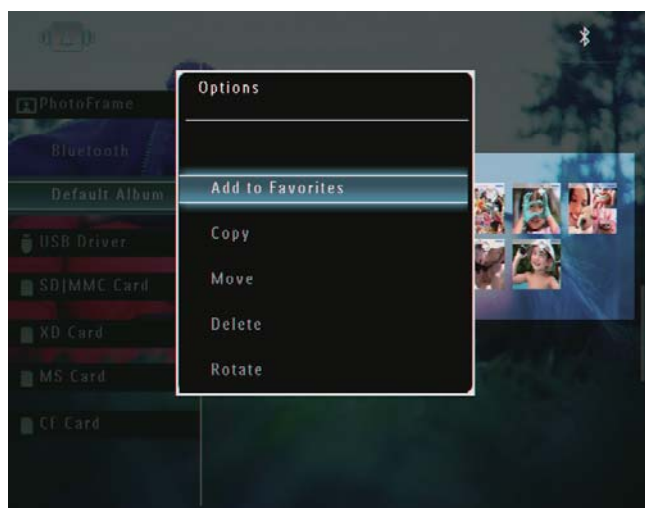 Options
Add to Favorites
Copy
Move
Delete
Rotate
PhotoFrame
Bluetooth
Default Album
USB Driver
SD|MMC Card
XD Card
MS Card
CF Card